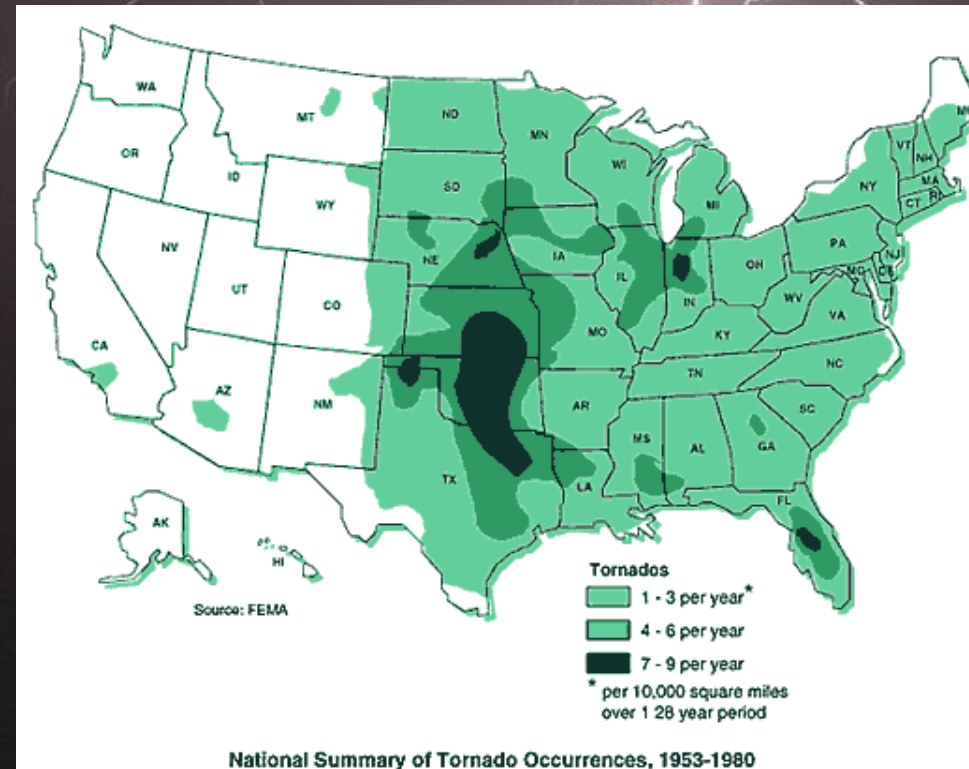 WA
MT
ND
MN
ME
OR
ID
WI
VT
NH
SD
WY
MI
NY
MA
RI
CT
NV
NE
IA
PA
NJ
UT
CO
IL
IN
OH
MD
DE
WV
VA
CA
MO
KY
AZ
NM
TN
NC
AR
SC
MS
AL
GA
TX
LA
FL
AK
HI
Source: FEMA
Tornados
1 - 3 per year*
4 - 6 per year
7 - 9 per year
* per 10,000 square miles
over 1 28 year period
National Summary of Tornado Occurrences, 1953-1980